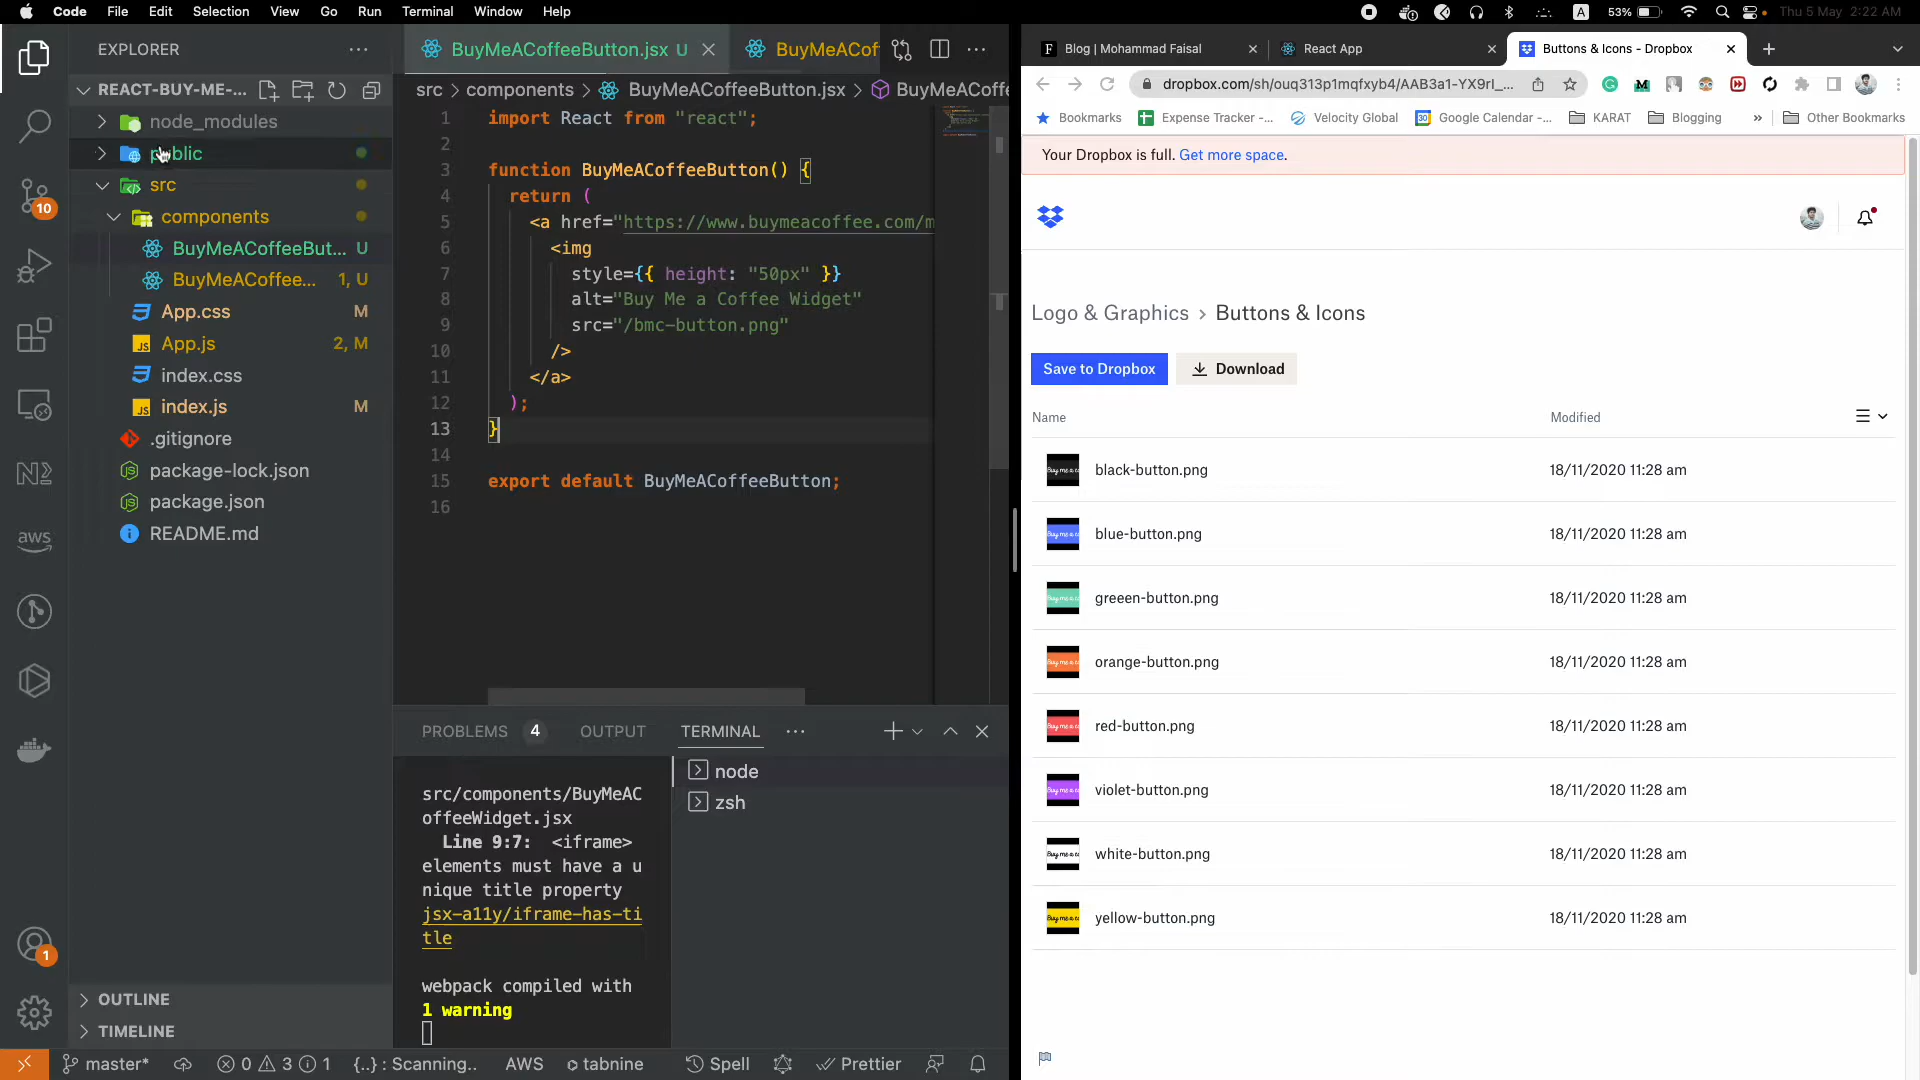 Code File Edit Selection View Go Run Terminal Window Help
A 53% Thu 5 May 2:22 AM
EXPLORER
REACT-BUY-ME-...
node_modules
public
src
components
BuyMeACoffeeBut... U
BuyMeACoffee... 1, U
App.css M
App.js 2, M
index.css
index.js M
.gitignore
package-lock.json
package.json
README.md
OUTLINE
TIMELINE
10
aws
1
BuyMeACoffeeButton.jsx U
BuyMeACof
src > components > BuyMeACoffeeButton.jsx > BuyMeACoffe
1 import React from "react";
2
3 function BuyMeACoffeeButton() {
4 return (
5 <a href="https://www.buymeacoffee.com/m
6 <img
7 style={{ height: "50px" }}
8 alt="Buy Me a Coffee Widget"
9 src="/bmc-button.png"
10 />
11 </a>
12 );
13 }
14
15 export default BuyMeACoffeeButton;
16
PROBLEMS 4 OUTPUT TERMINAL
src/components/BuyMeAC
offeeWidget.jsx
Line 9:7: <iframe>
elements must have a u
nique title property
jsx-a11y/iframe-has-ti
tle
webpack compiled with
1 warning
node
zsh
master* 0 3 1 {..} : Scanning.. AWS tabnine Spell Prettier
Blog | Mohammad Faisal
React App
Buttons & Icons - Dropbox
dropbox.com/sh/ouq313p1mqfxyb4/AAB3a1-YX9rI_...
Bookmarks Expense Tracker -... Velocity Global Google Calendar -... KARAT Blogging » Other Bookmarks
Your Dropbox is full. Get more space.
Logo & Graphics > Buttons & Icons
Save to Dropbox Download
Name Modified
black-button.png 18/11/2020 11:28 am
blue-button.png 18/11/2020 11:28 am
greeen-button.png 18/11/2020 11:28 am
orange-button.png 18/11/2020 11:28 am
red-button.png 18/11/2020 11:28 am
violet-button.png 18/11/2020 11:28 am
white-button.png 18/11/2020 11:28 am
yellow-button.png 18/11/2020 11:28 am